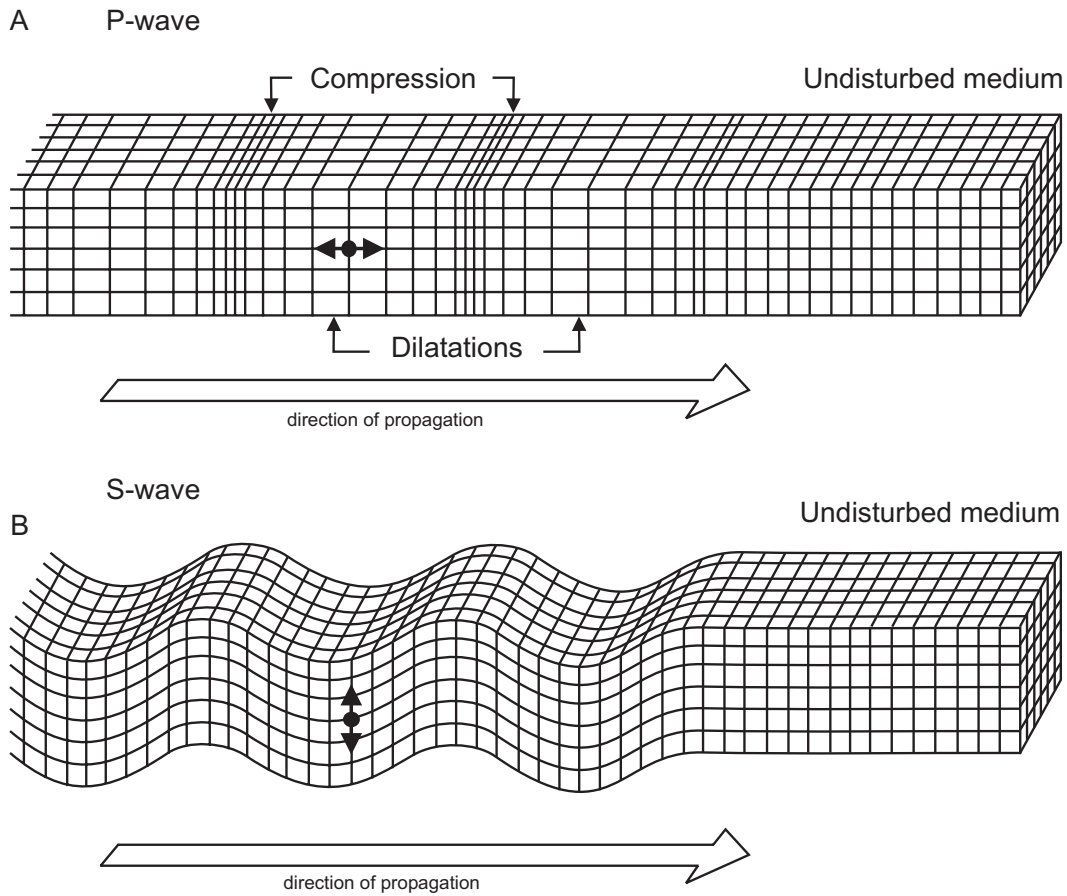 A P-wave
Compression Undisturbed medium
Dilatations
direction of propagation
S-wave
B Undisturbed medium
direction of propagation